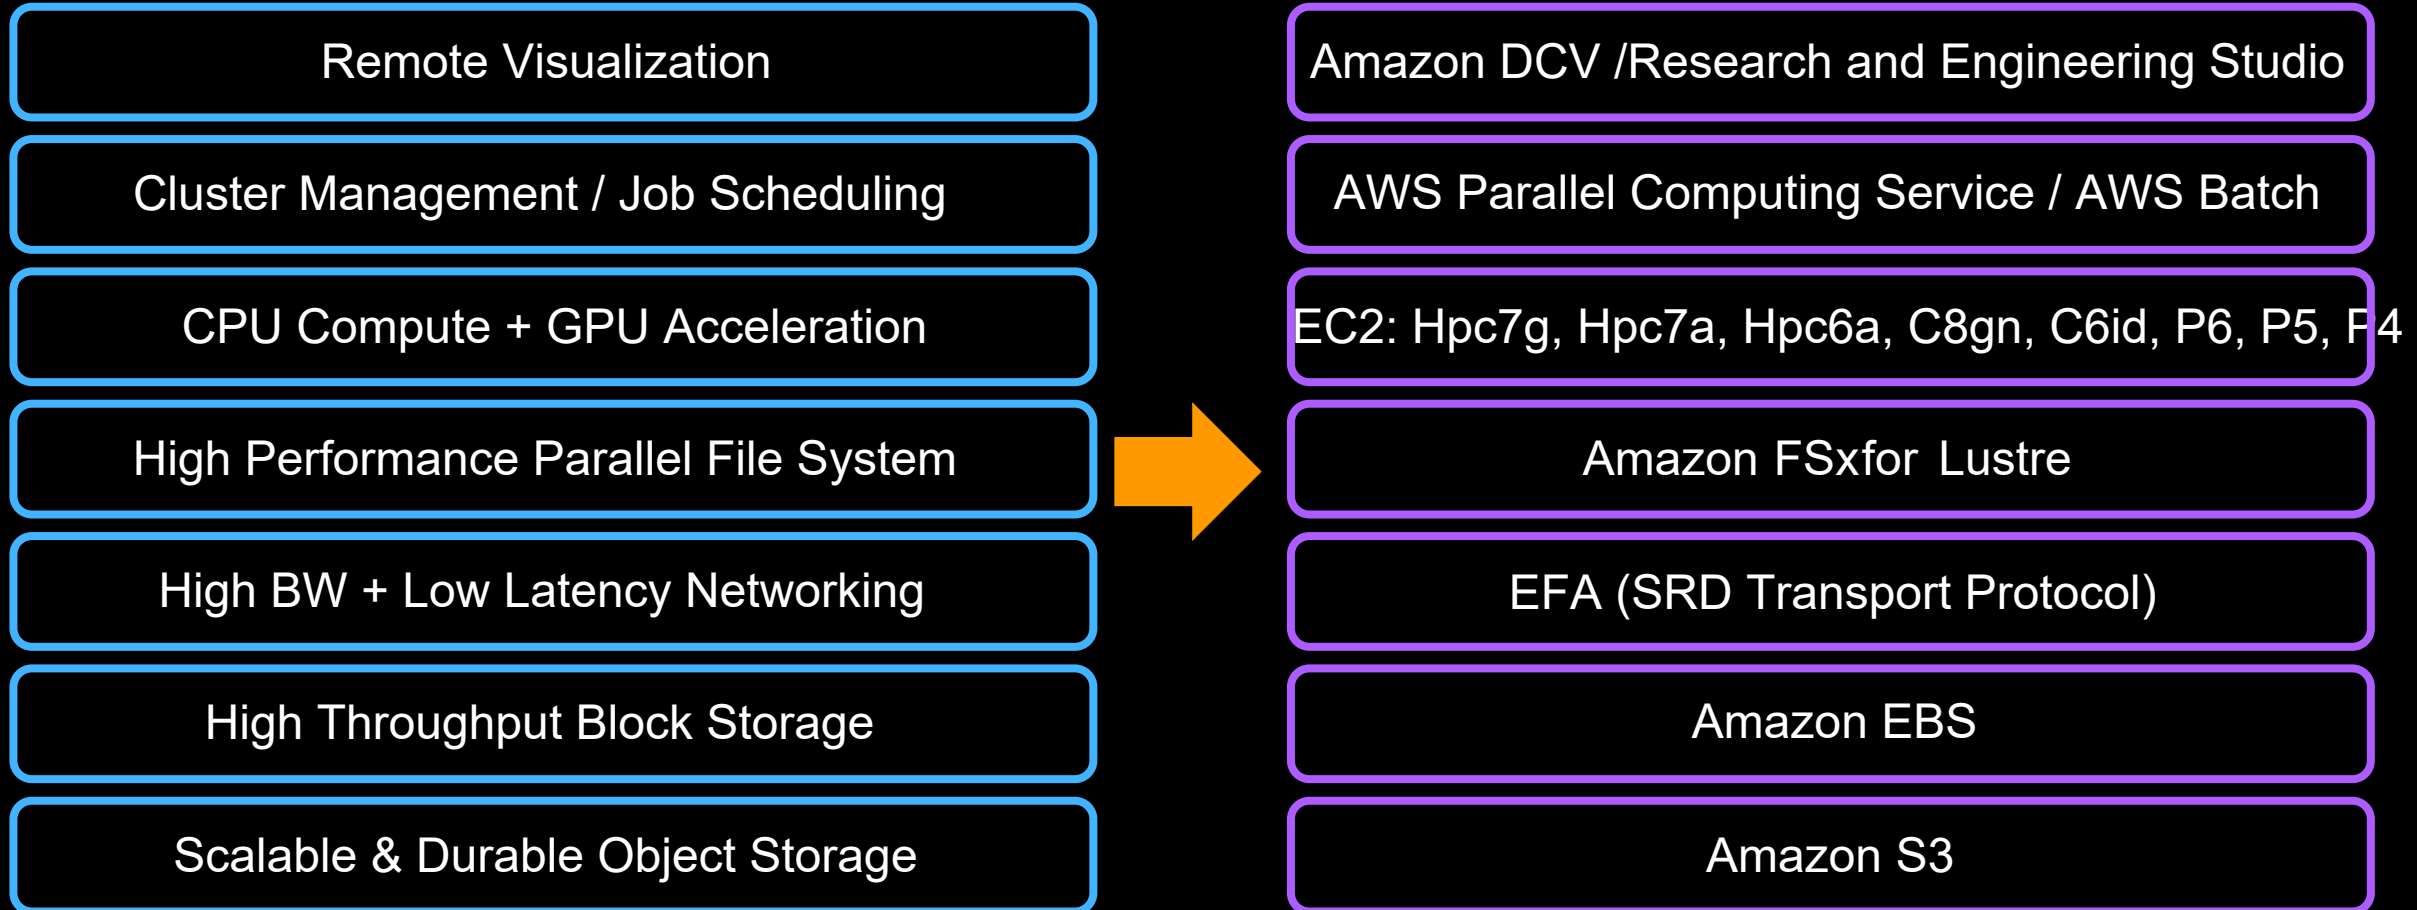 Remote Visualization
Amazon DCV /Research and Engineering Studio
Cluster Management / Job Scheduling
AWS Parallel Computing Service / AWS Batch
CPU Compute + GPU Acceleration
EC2: Hpc7g, Hpc7a, Hpc6a, C8gn, C6id, P6, P5, P4
High Performance Parallel File System
Amazon FSxfor Lustre
High BW + Low Latency Networking
EFA (SRD Transport Protocol)
High Throughput Block Storage
Amazon EBS
Scalable & Durable Object Storage
Amazon S3